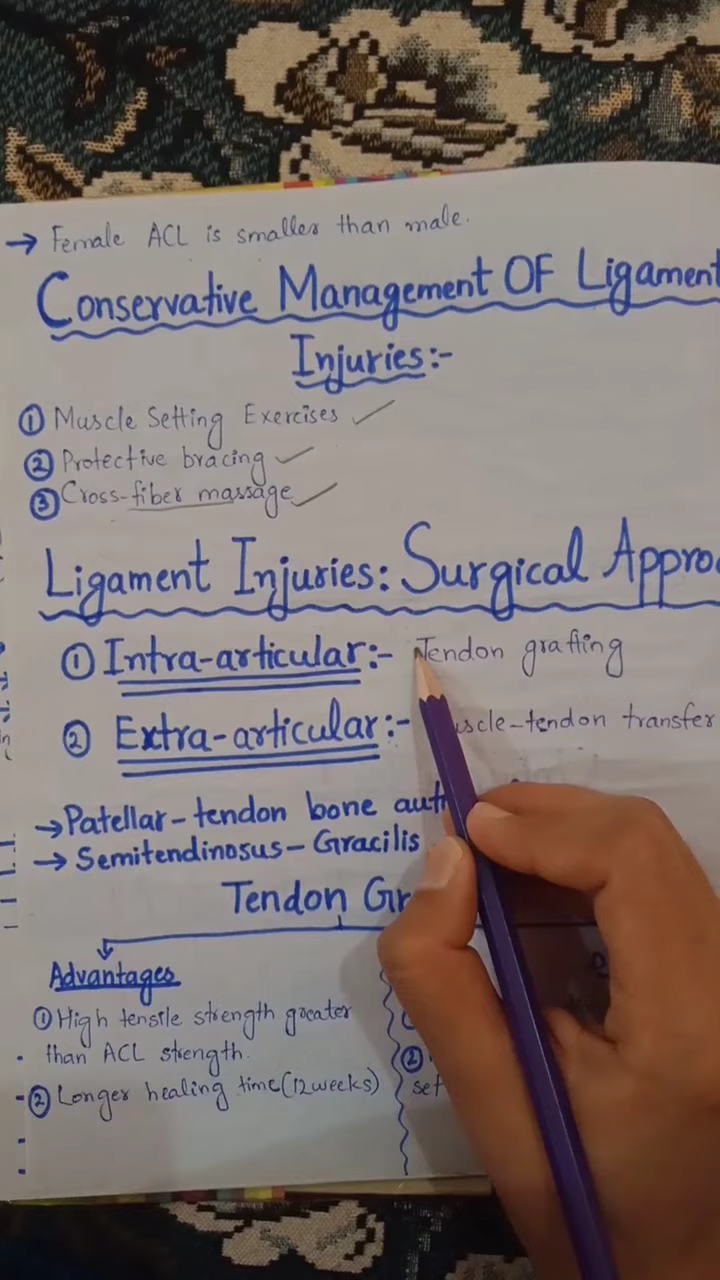 → Female ACL is smaller than male.
Conservative Management OF Ligament
Injuries:-
① Muscle Setting Exercises ✓
② Protective bracing ✓
③ Cross-fiber massage ✓
Ligament Injuries: Surgical Approa
① Intra-articular:- Tendon grafting
② Extra-articular:- uscle-tendon transfer
→ Patellar-tendon bone aut
→ Semitendinosus-Gracilis
Tendon Gr
Advantages
① High tensile strength greater
than ACL strength.
② Longer healing time (12 weeks)
②
set